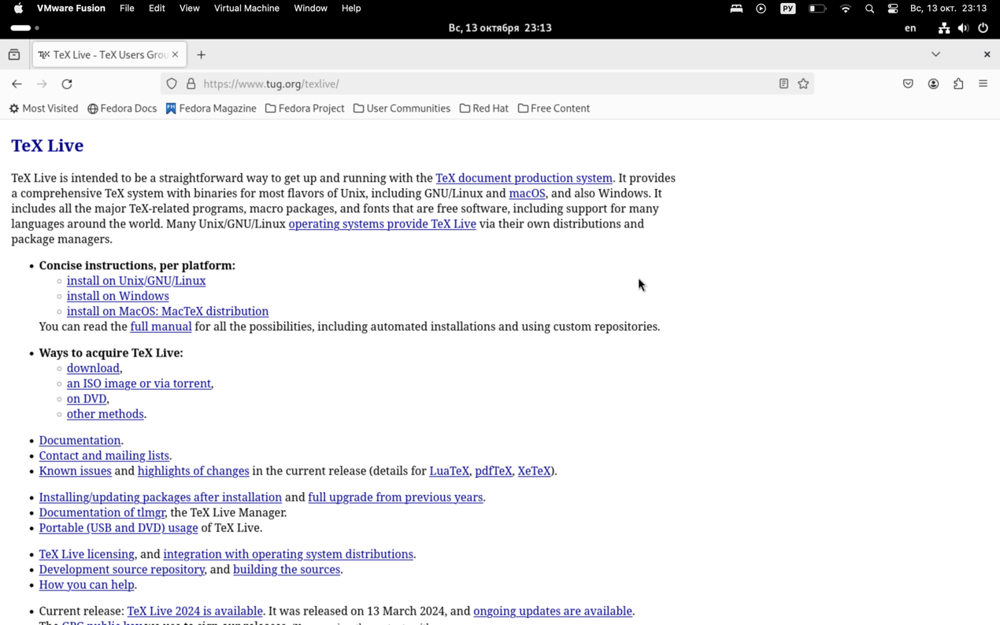 VMware Fusion File Edit View Virtual Machine Window Help РУ Вс, 13 окт. 23:13
Вс, 13 октября 23:13 en
TeX Live - TeX Users Grou
https://www.tug.org/texlive/
Most Visited Fedora Docs Fedora Magazine Fedora Project User Communities Red Hat Free Content
TeX Live
TeX Live is intended to be a straightforward way to get up and running with the TeX document production system. It provides
a comprehensive TeX system with binaries for most flavors of Unix, including GNU/Linux and macOS, and also Windows. It
includes all the major TeX-related programs, macro packages, and fonts that are free software, including support for many
languages around the world. Many Unix/GNU/Linux operating systems provide TeX Live via their own distributions and
package managers.
• Concise instructions, per platform:
◦ install on Unix/GNU/Linux
◦ install on Windows
◦ install on MacOS: MacTeX distribution
You can read the full manual for all the possibilities, including automated installations and using custom repositories.
• Ways to acquire TeX Live:
◦ download,
◦ an ISO image or via torrent,
◦ on DVD,
◦ other methods.
• Documentation.
• Contact and mailing lists.
• Known issues and highlights of changes in the current release (details for LuaTeX, pdfTeX, XeTeX).
• Installing/updating packages after installation and full upgrade from previous years.
• Documentation of tlmgr, the TeX Live Manager.
• Portable (USB and DVD) usage of TeX Live.
• TeX Live licensing, and integration with operating system distributions.
• Development source repository, and building the sources.
• How you can help.
• Current release: TeX Live 2024 is available. It was released on 13 March 2024, and ongoing updates are available.